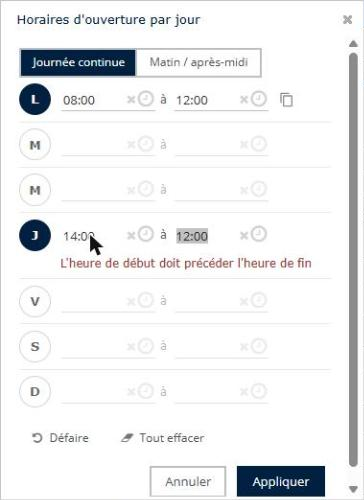 Horaires d'ouverture par jour
Journée continue Matin / après-midi
L 08:00 à 12:00
M à
M à
J 14:00 à 12:00
L'heure de début doit précéder l'heure de fin
V à
S à
D à
Défaire Tout effacer
Annuler Appliquer